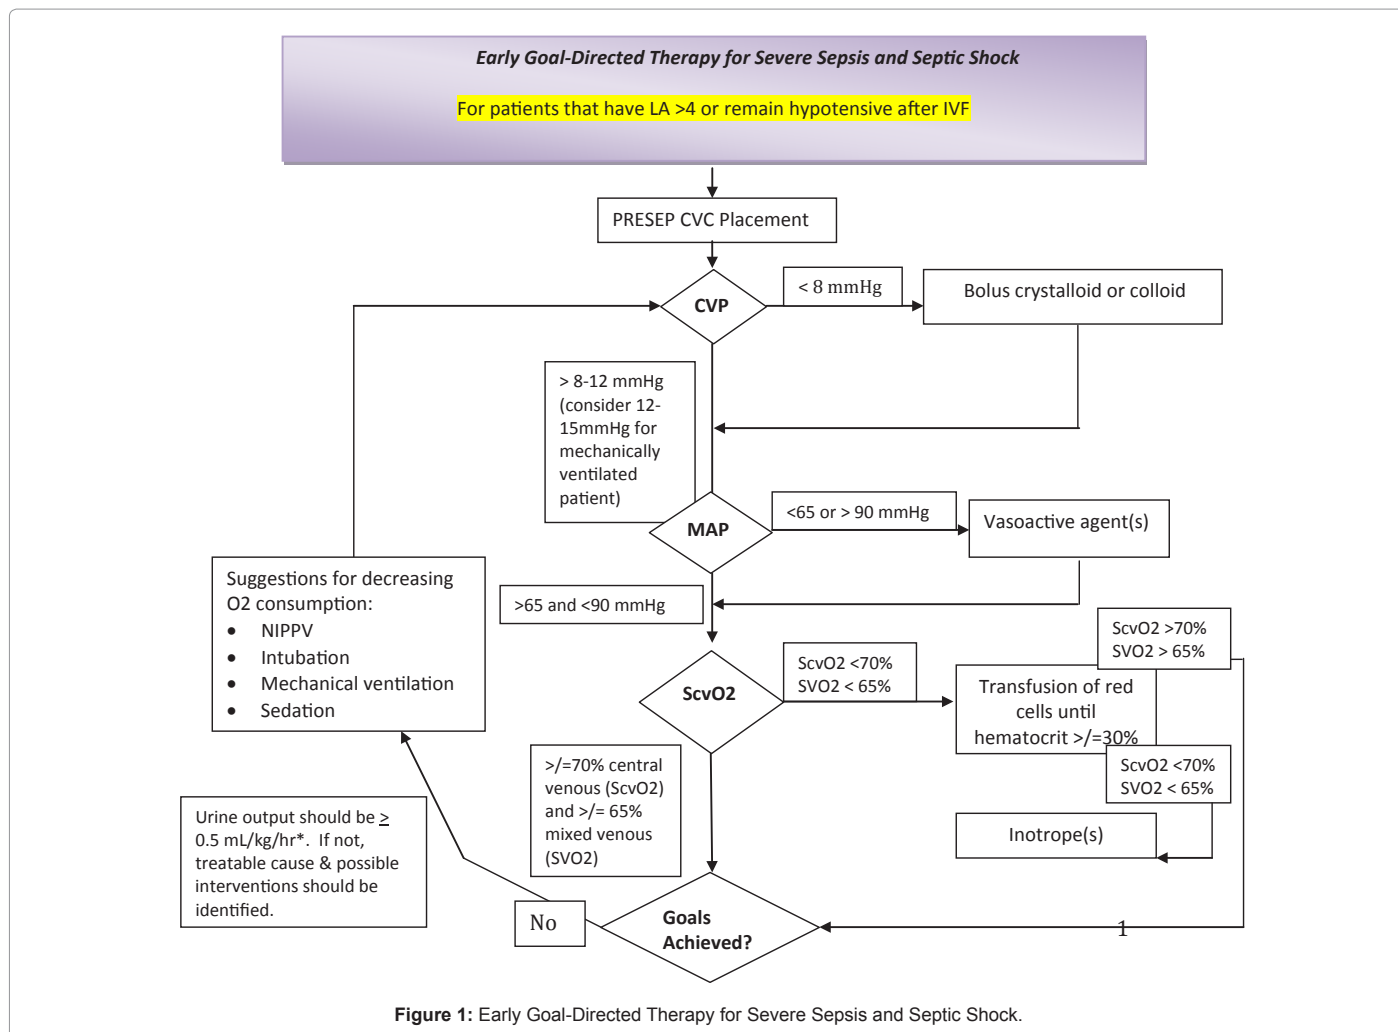 Early Goal-Directed Therapy for Severe Sepsis and Septic Shock
For patients that have LA >4 or remain hypotensive after IVF
PRESEP CVC Placement
CVP
< 8 mmHg
Bolus crystalloid or colloid
> 8-12 mmHg
(consider 12-
15mmHg for
mechanically
ventilated
patient)
MAP
<65 or > 90 mmHg
Vasoactive agent(s)
>65 and <90 mmHg
Suggestions for decreasing
O2 consumption:
• NIPPV
• Intubation
• Mechanical ventilation
• Sedation
ScvO2
ScvO2 <70%
SVO2 < 65%
Transfusion of red
cells until
hematocrit >/=30%
ScvO2 >70%
SVO2 > 65%
ScvO2 <70%
SVO2 < 65%
Inotrope(s)
>/=70% central
venous (ScvO2)
and >/= 65%
mixed venous
(SVO2)
Urine output should be ≥
0.5 mL/kg/hr*. If not,
treatable cause & possible
interventions should be
identified.
No
Goals
Achieved?
1
Figure 1: Early Goal-Directed Therapy for Severe Sepsis and Septic Shock.